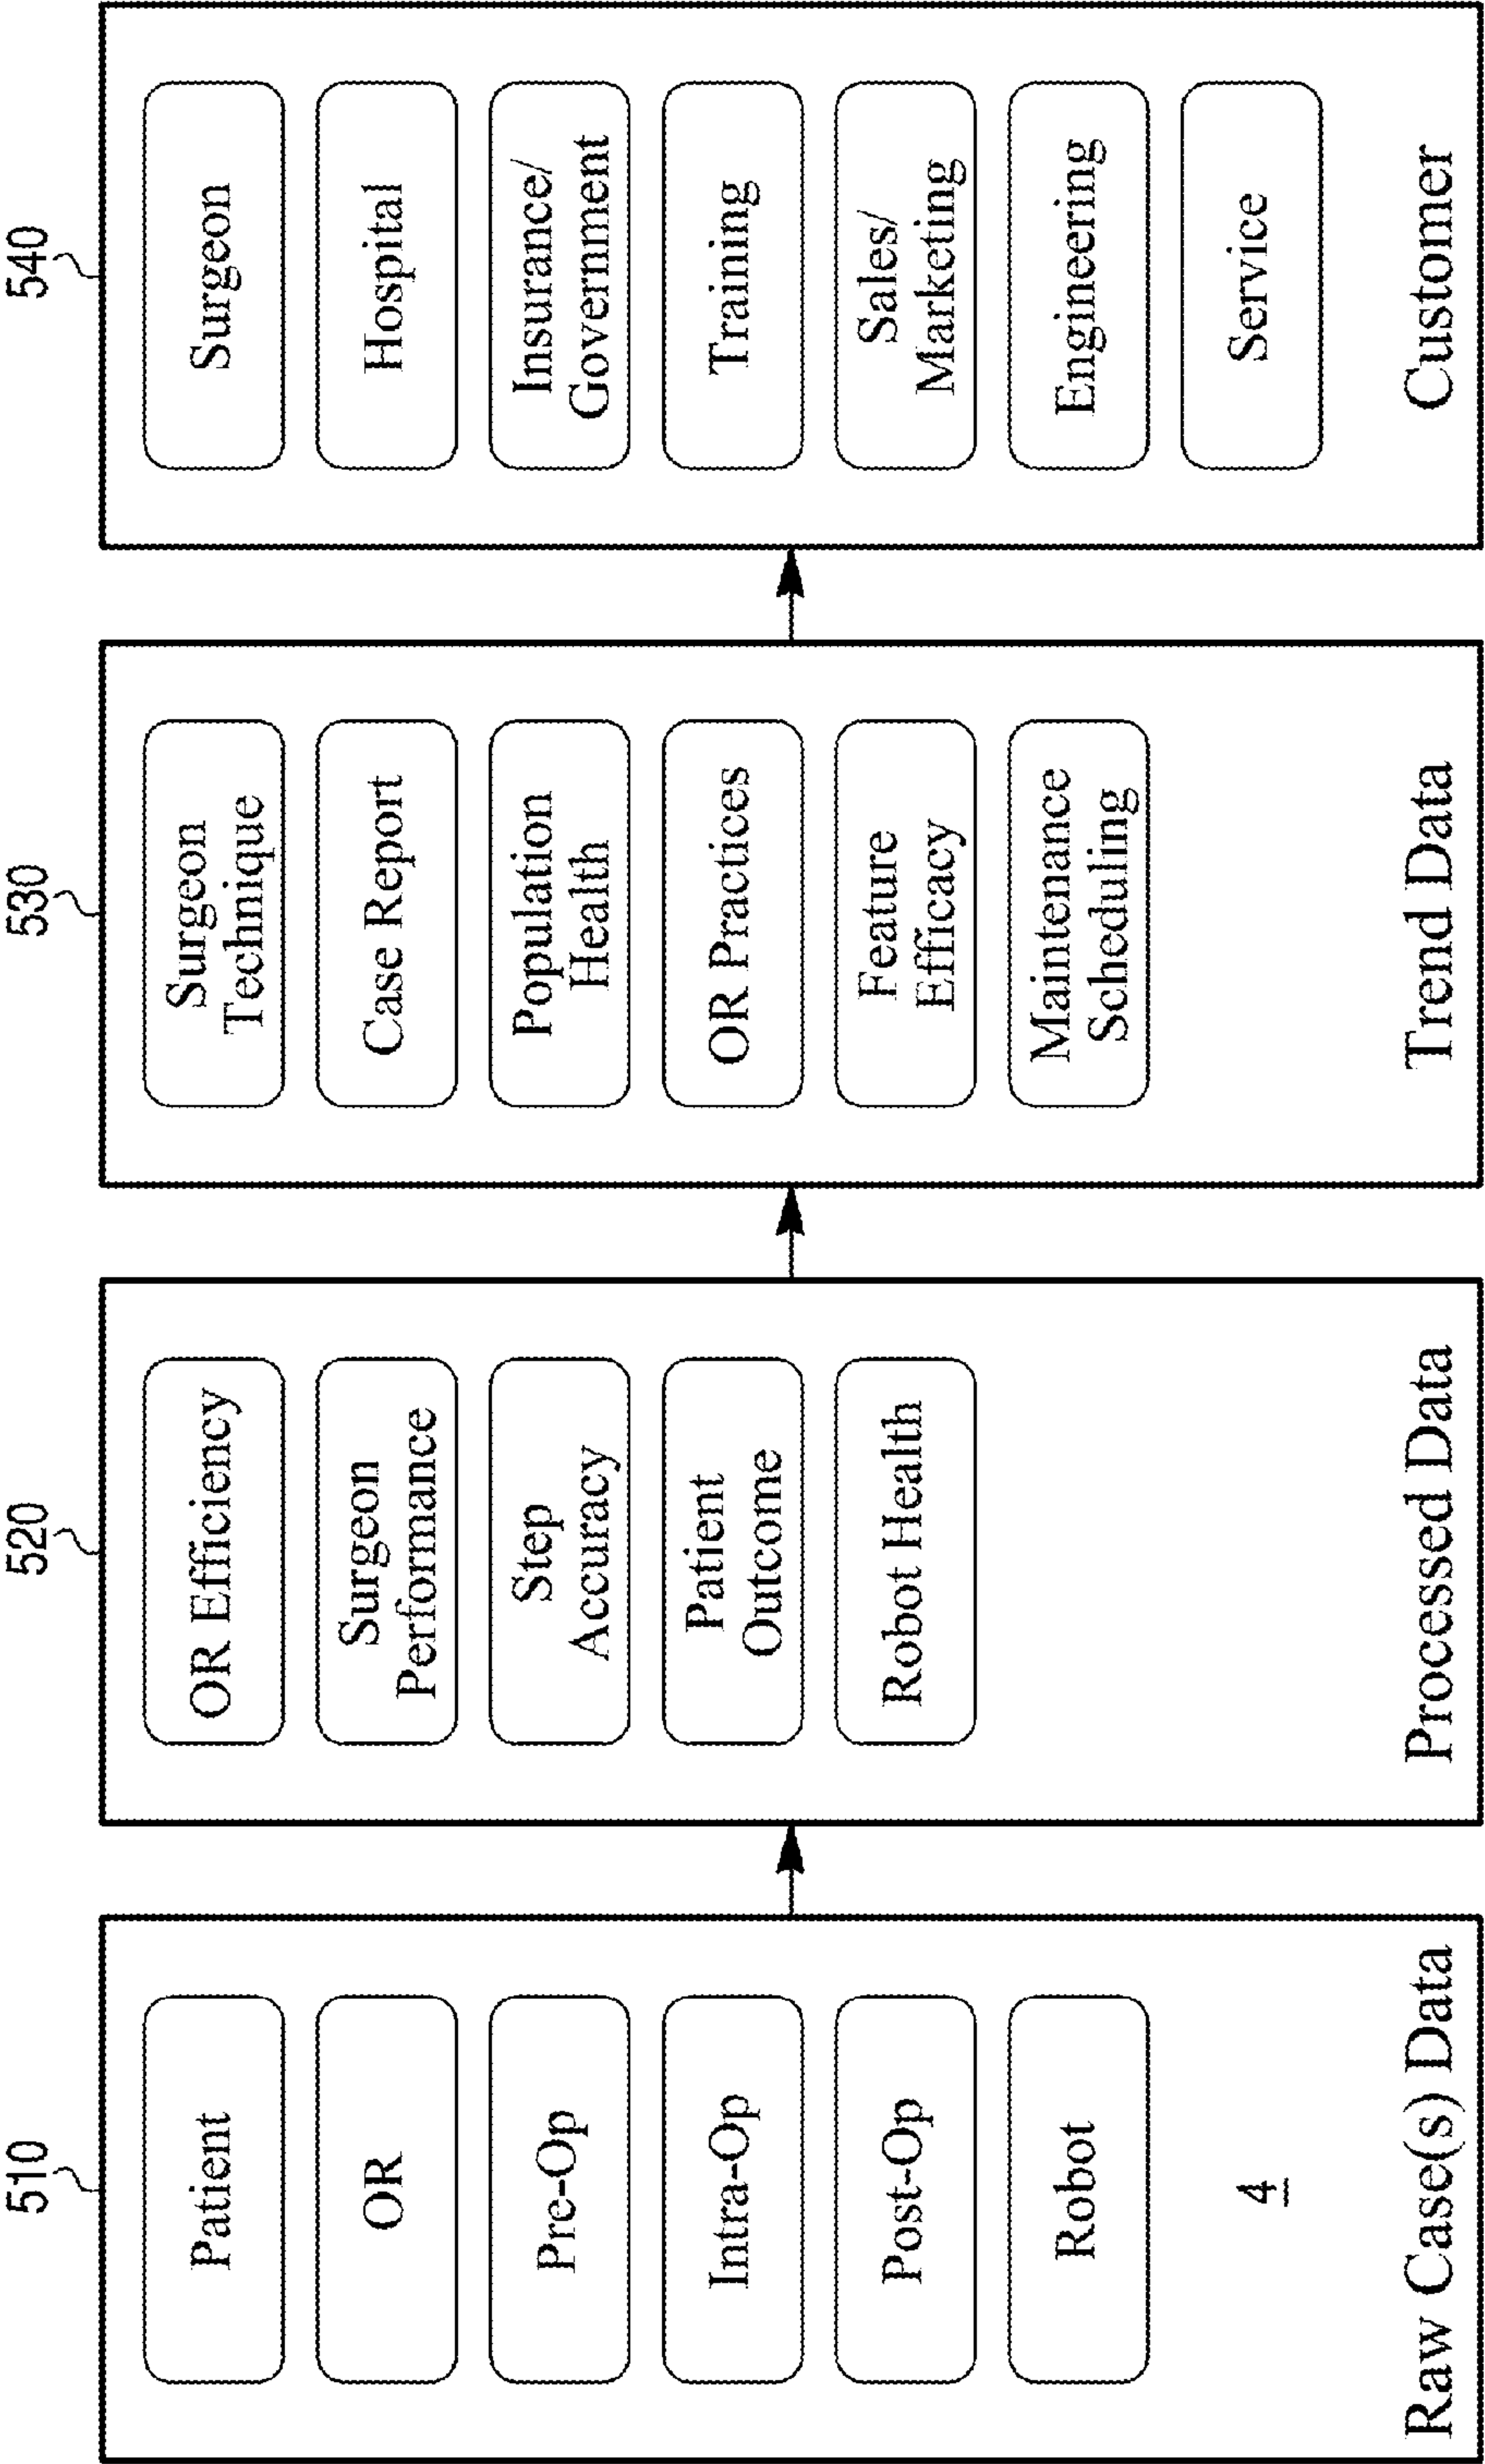 510
Patient
OR
Pre-Op
Intra-Op
Post-Op
Robot
4
Raw Case(s) Data
520
OR Efficiency
Surgeon
Performance
Step
Accuracy
Patient
Outcome
Robot Health
Processed Data
530
Surgeon
Technique
Case Report
Population
Health
OR Practices
Feature
Efficacy
Maintenance
Scheduling
Trend Data
540
Surgeon
Hospital
Insurance/
Government
Training
Sales/
Marketing
Engineering
Service
Customer